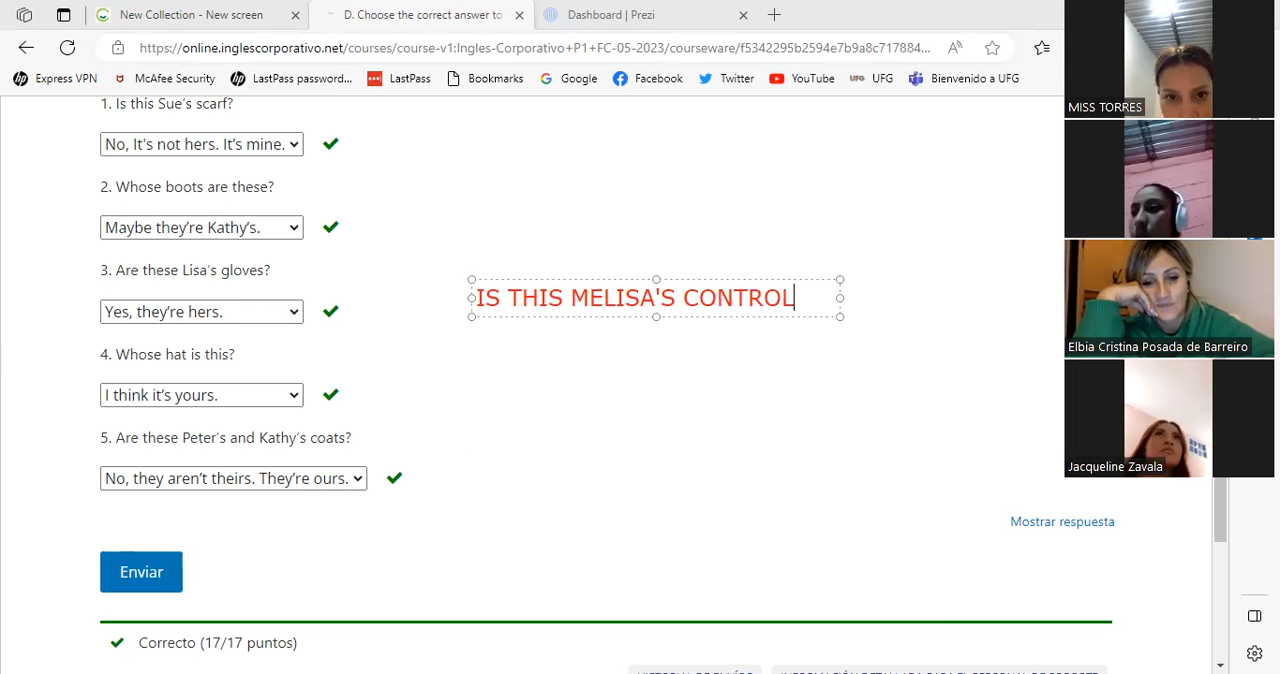 New Collection - New screen
D. Choose the correct answer to
Dashboard | Prezi
https://online.inglescorporativo.net/courses/course-v1:Ingles-Corporativo+P1+FC-05-2023/courseware/f5342295b2594e7b9a8c717884...
Express VPN McAfee Security LastPass password... LastPass Bookmarks Google Facebook Twitter YouTube UFG Bienvenido a UFG
1. Is this Sue's scarf?
No, It's not hers. It's mine.
2. Whose boots are these?
Maybe they're Kathy's.
3. Are these Lisa's gloves?
Yes, they're hers.
IS THIS MELISA'S CONTROL
4. Whose hat is this?
I think it's yours.
5. Are these Peter's and Kathy's coats?
No, they aren't theirs. They're ours.
Mostrar respuesta
Enviar
Correcto (17/17 puntos)
MISS TORRES
Elbia Cristina Posada de Barreiro
Jacqueline Zavala